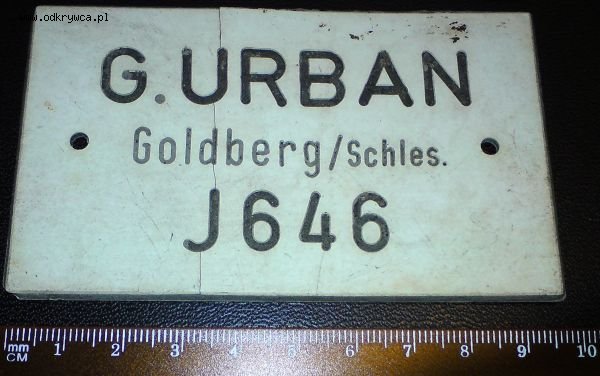 www.odkrywca.pl
G.URBAN
Goldberg/Schles.
J646
mm
CM 1 2 3 4 5 6 7 8 9 10